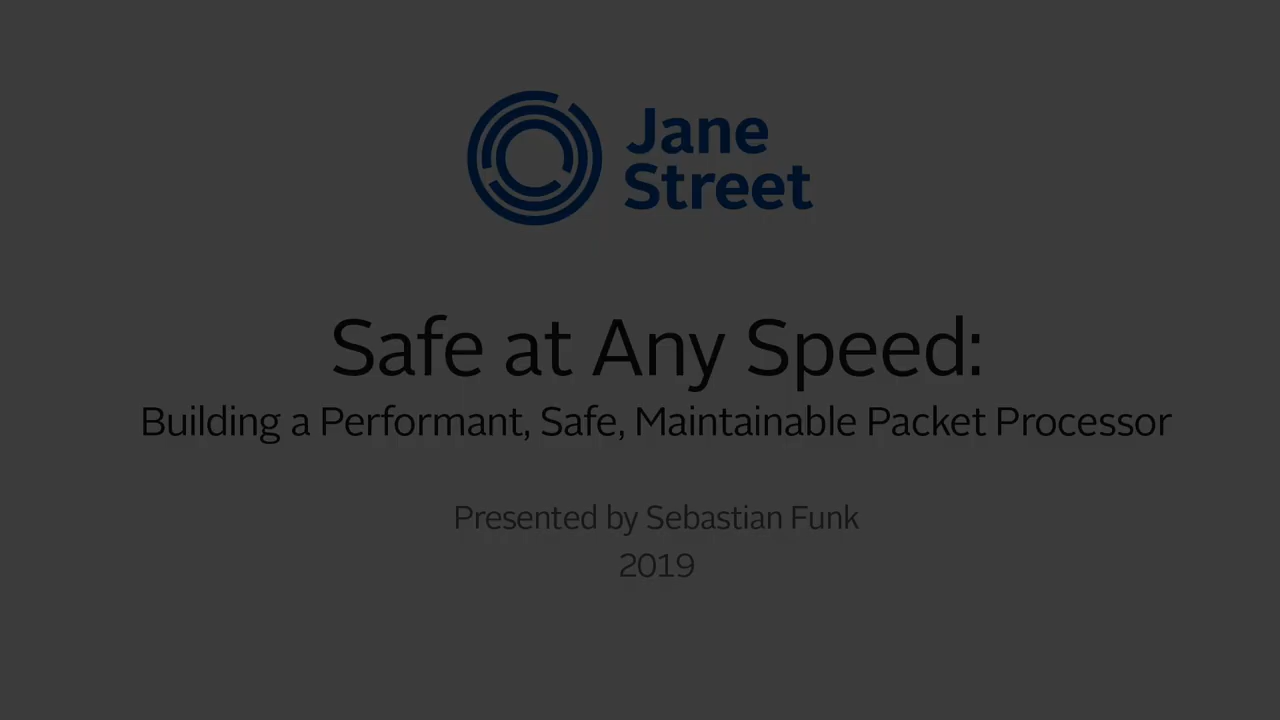 Jane
Street
Safe at Any Speed:
Building a Performant, Safe, Maintainable Packet Processor
Presented by Sebastian Funk
2019